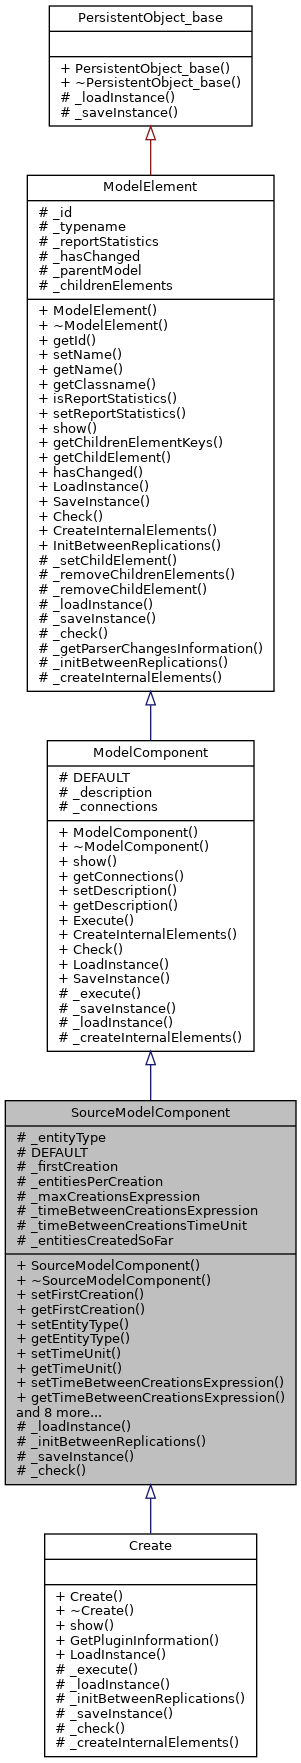 PersistentObject_base
+ PersistentObject_base()
+ ~PersistentObject_base()
# _loadInstance()
# _saveInstance()
ModelElement
# _id
# _typename
# _reportStatistics
# _hasChanged
# _parentModel
# _childrenElements
+ ModelElement()
+ ~ModelElement()
+ getId()
+ setName()
+ getName()
+ getClassname()
+ isReportStatistics()
+ setReportStatistics()
+ show()
+ getChildrenElementKeys()
+ getChildElement()
+ hasChanged()
+ LoadInstance()
+ SaveInstance()
+ Check()
+ CreateInternalElements()
+ InitBetweenReplications()
# _setChildElement()
# _removeChildrenElements()
# _removeChildElement()
# _loadInstance()
# _saveInstance()
# _check()
# _getParserChangesInformation()
# _initBetweenReplications()
# _createInternalElements()
ModelComponent
# DEFAULT
# _description
# _connections
+ ModelComponent()
+ ~ModelComponent()
+ show()
+ getConnections()
+ setDescription()
+ getDescription()
+ Execute()
+ CreateInternalElements()
+ Check()
+ LoadInstance()
+ SaveInstance()
# _execute()
# _saveInstance()
# _loadInstance()
# _createInternalElements()
SourceModelComponent
# _entityType
# DEFAULT
# _firstCreation
# _entitiesPerCreation
# _maxCreationsExpression
# _timeBetweenCreationsExpression
# _timeBetweenCreationsTimeUnit
# _entitiesCreatedSoFar
+ SourceModelComponent()
+ ~SourceModelComponent()
+ setFirstCreation()
+ getFirstCreation()
+ setEntityType()
+ getEntityType()
+ setTimeUnit()
+ getTimeUnit()
+ setTimeBetweenCreationsExpression()
+ getTimeBetweenCreationsExpression()
and 8 more...
# _loadInstance()
# _initBetweenReplications()
# _saveInstance()
# _check()
Create
+ Create()
+ ~Create()
+ show()
+ GetPluginInformation()
+ LoadInstance()
# _execute()
# _loadInstance()
# _initBetweenReplications()
# _saveInstance()
# _check()
# _createInternalElements()